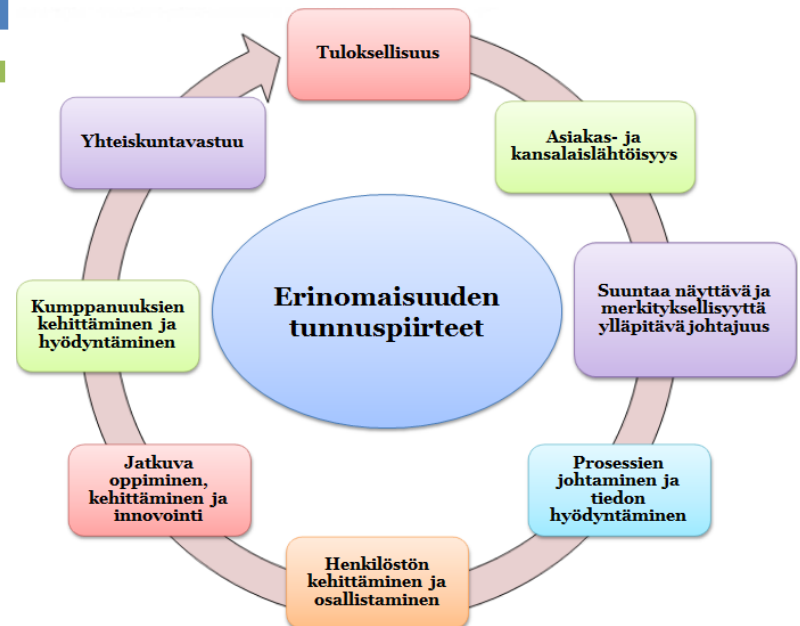 Tuloksellisuus
Asiakas- ja
kansalaislähtöisyys
Suuntaa näyttävä ja
merkityksellisyyttä
ylläpitävä johtajuus
Prosessien
johtaminen ja
tiedon
hyödyntäminen
Henkilöstön
kehittäminen ja
osallistaminen
Jatkuva
oppiminen,
kehittäminen ja
innovointi
Kumppanuuksien
kehittäminen ja
hyödyntäminen
Yhteiskuntavastuu
Erinomaisuuden
tunnuspiirteet